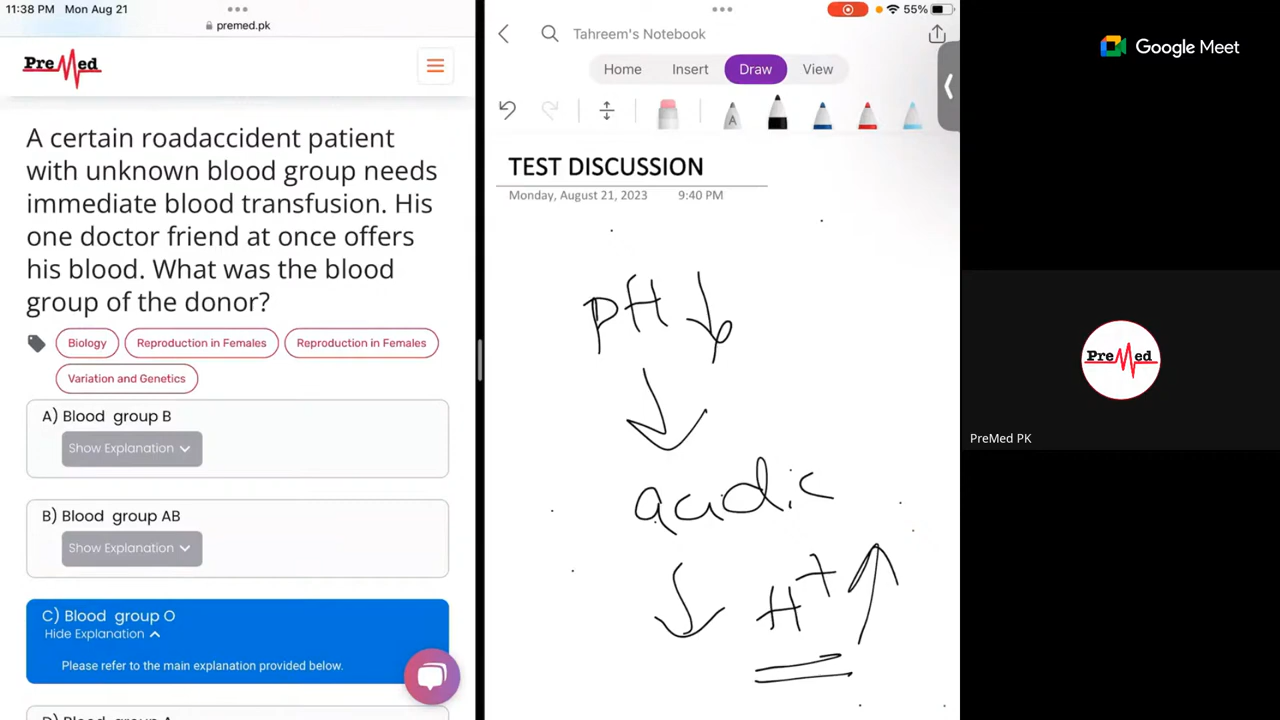 11:38 PM Mon Aug 21
premed.pk
PreMed
A certain roadaccident patient
with unknown blood group needs
immediate blood transfusion. His
one doctor friend at once offers
his blood. What was the blood
group of the donor?
Biology
Reproduction in Females
Reproduction in Females
Variation and Genetics
A) Blood group B
Show Explanation
B) Blood group AB
Show Explanation
C) Blood group O
Hide Explanation
Please refer to the main explanation provided below.
D) Blood group A
55%
Tahreem's Notebook
Home
Insert
Draw
View
A
TEST DISCUSSION
Monday, August 21, 2023 9:40 PM
pH ↓
↓
acidic
↓ H+ ↑
Google Meet
PreMed
PreMed PK